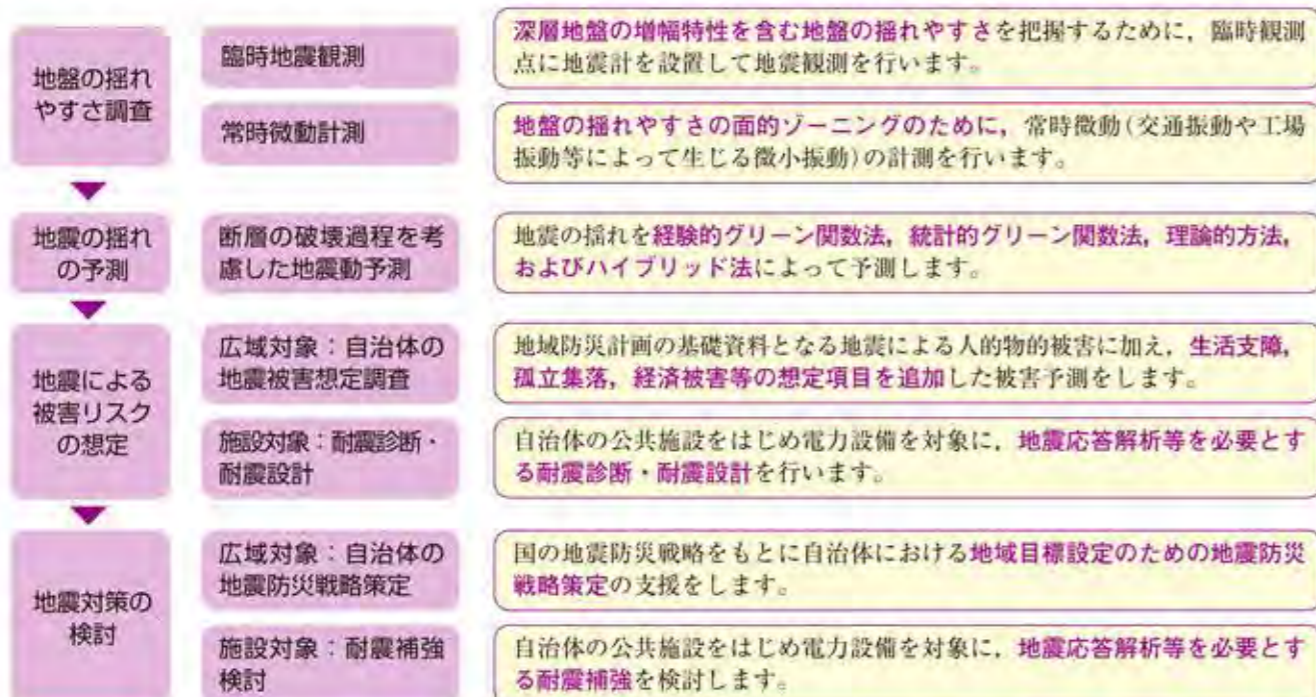 地盤の揺れ
やすさ調査
臨時地震観測
深層地盤の増幅特性を含む地盤の揺れやすさを把握するために，臨時観測
点に地震計を設置して地震観測を行います。
常時微動計測
地盤の揺れやすさの面的ゾーニングのために，常時微動(交通振動や工場
振動等によって生じる微小振動)の計測を行います。
地震の揺れ
の予測
断層の破壊過程を考
慮した地震動予測
地震の揺れを経験的グリーン関数法，統計的グリーン関数法，理論的方法，
およびハイブリッド法によって予測します。
地震による
被害リスク
の想定
広域対象：自治体の
地震被害想定調査
地域防災計画の基礎資料となる地震による人的物的被害に加え，生活支障，
孤立集落，経済被害等の想定項目を追加した被害予測をします。
施設対象：耐震診断・
耐震設計
自治体の公共施設をはじめ電力設備を対象に，地震応答解析等を必要とす
る耐震診断・耐震設計を行います。
地震対策の
検討
広域対象：自治体の
地震防災戦略策定
国の地震防災戦略をもとに自治体における地域目標設定のための地震防災
戦略策定の支援をします。
施設対象：耐震補強
検討
自治体の公共施設をはじめ電力設備を対象に，地震応答解析等を必要とす
る耐震補強を検討します。